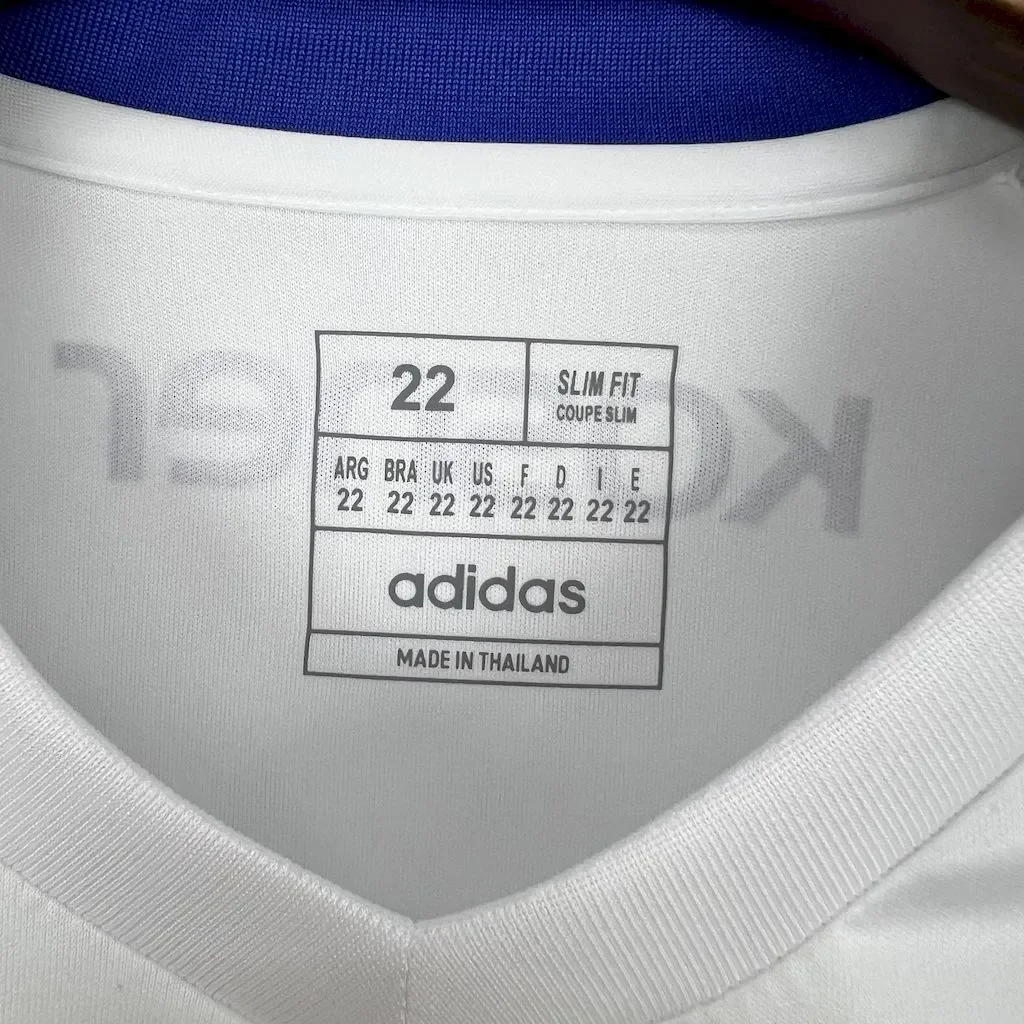 22
SLIM FIT
COUPE SLIM
ARG BRA UK US F D I E
22 22 22 22 22 22 22 22
adidas
MADE IN THAILAND